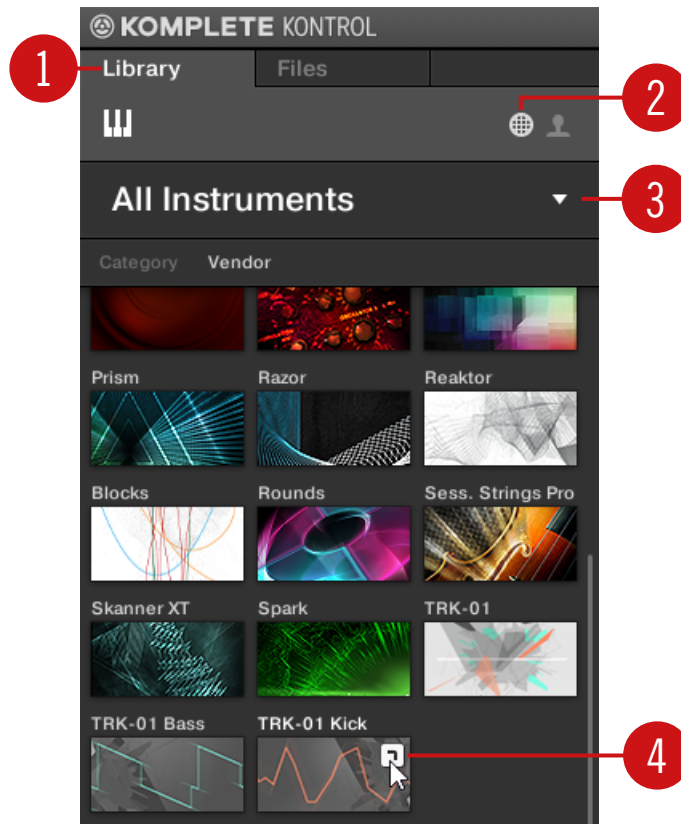 KOMPLETE KONTROL
1 Library Files
2
All Instruments 3
Category Vendor
Prism Razor Reaktor
Blocks Rounds Sess. Strings Pro
Skanner XT Spark TRK-01
TRK-01 Bass TRK-01 Kick
4